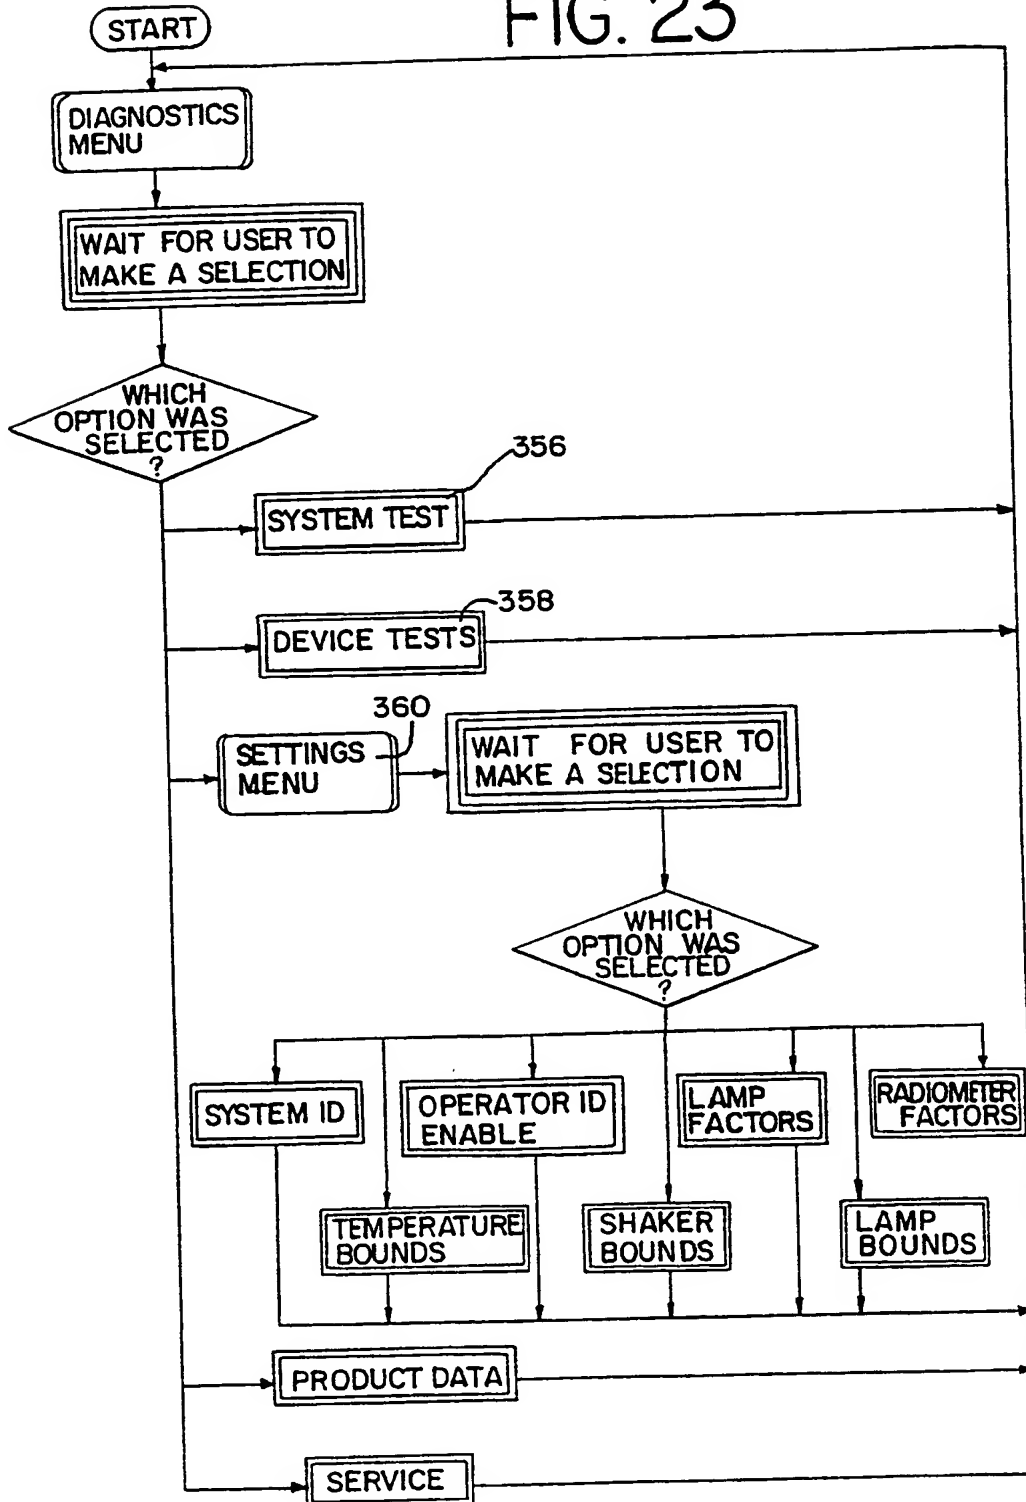 FIG. 23
START
DIAGNOSTICS
MENU
WAIT FOR USER TO
MAKE A SELECTION
WHICH
OPTION WAS
SELECTED
?
356
SYSTEM TEST
358
DEVICE TESTS
360
SETTINGS
MENU
WAIT FOR USER TO
MAKE A SELECTION
WHICH
OPTION WAS
SELECTED
?
SYSTEM ID
OPERATOR ID
ENABLE
LAMP
FACTORS
RADIOMETER
FACTORS
TEMPERATURE
BOUNDS
SHAKER
BOUNDS
LAMP
BOUNDS
PRODUCT DATA
SERVICE